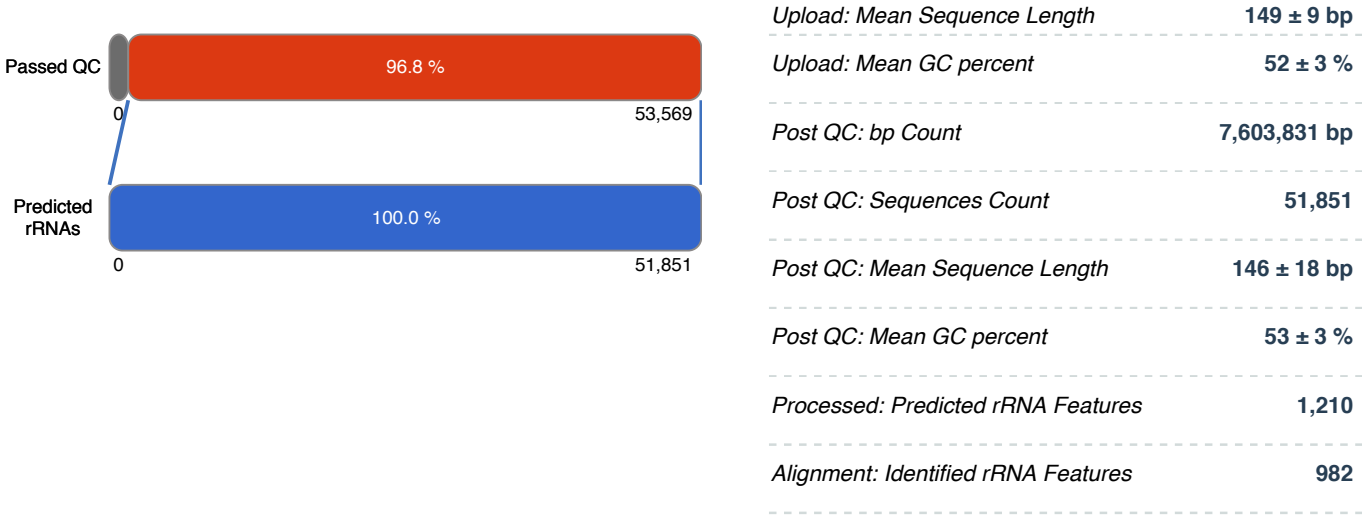 Passed QC
96.8 %
0
53,569
Predicted
rRNAs
100.0 %
0
51,851
Upload: Mean Sequence Length 149 ± 9 bp
Upload: Mean GC percent 52 ± 3 %
Post QC: bp Count 7,603,831 bp
Post QC: Sequences Count 51,851
Post QC: Mean Sequence Length 146 ± 18 bp
Post QC: Mean GC percent 53 ± 3 %
Processed: Predicted rRNA Features 1,210
Alignment: Identified rRNA Features 982